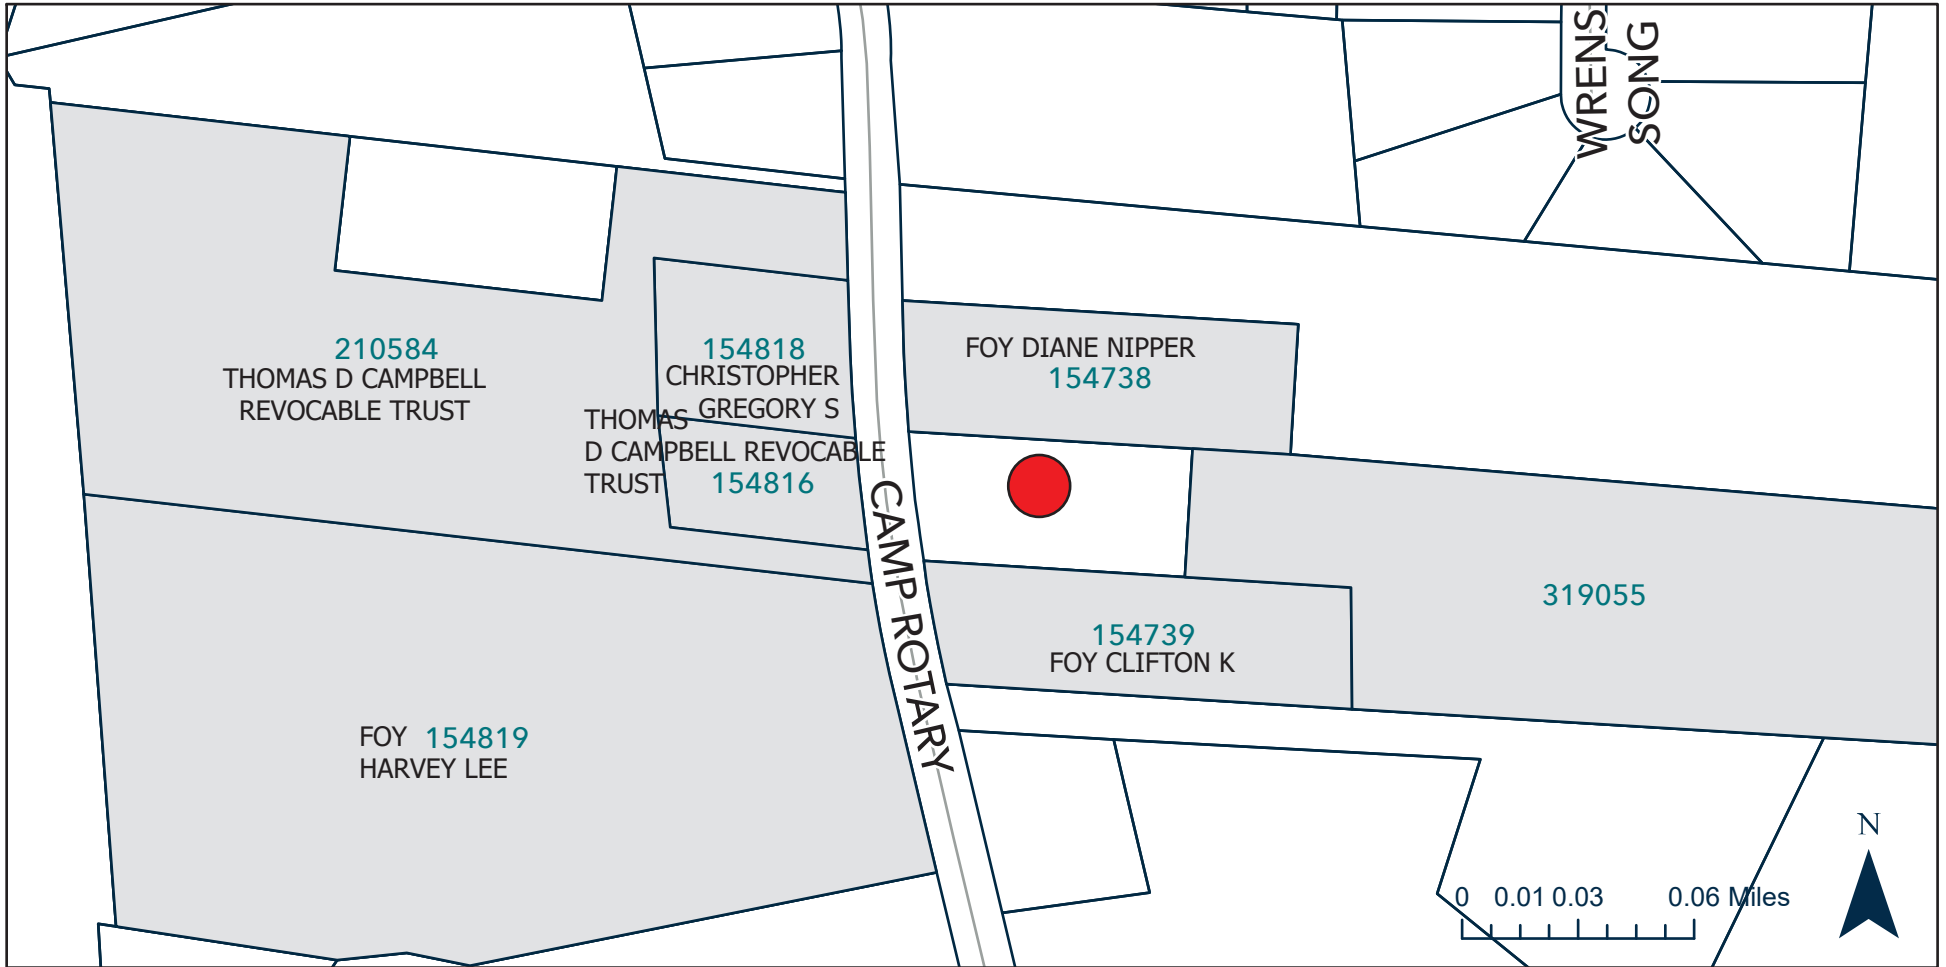 WRENS
SONG
210584
THOMAS D CAMPBELL
REVOCABLE TRUST
154818
CHRISTOPHER
GREGORY S
THOMAS
D CAMPBELL REVOCABLE
TRUST
154816
FOY DIANE NIPPER
154738
CAMP ROTARY
319055
154739
FOY CLIFTON K
FOY 154819
HARVEY LEE
N
0 0.01 0.03 0.06 Miles